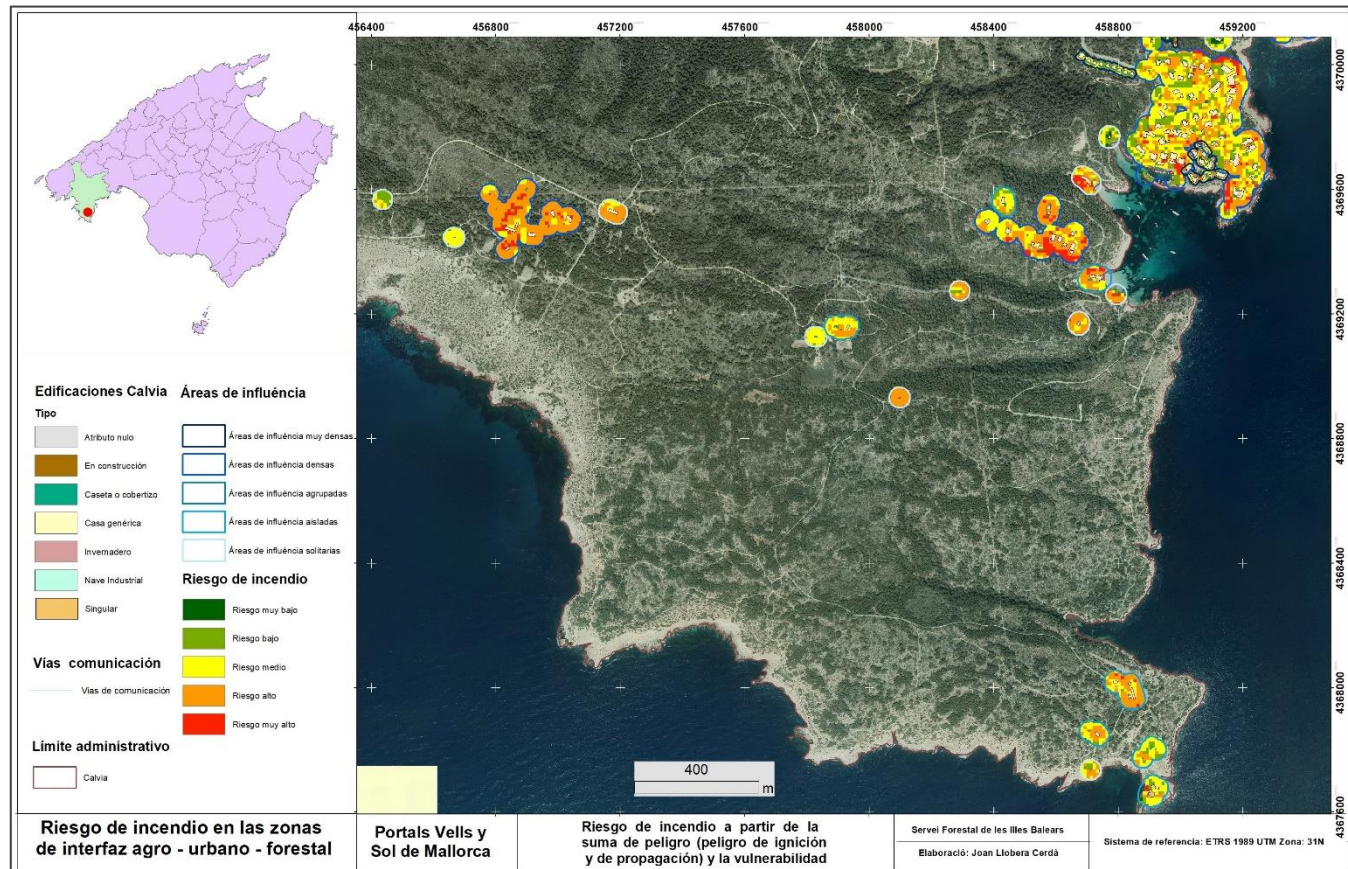 456400 456800 457200 457600 458000 458400 458800 459200
4370000
4369600
4369200
4368800
4368400
4368000
4367600
Edificaciones Calvia
Tipo
Atributo nulo
En construcción
Caseta o cobertizo
Casa genérica
Invernadero
Nave Industrial
Singular
Vías comunicación
Vias de comunicación
Límite administrativo
Calvia
Áreas de influéncia
Áreas de influéncia muy densas
Áreas de influéncia densas
Áreas de influéncia agrupadas
Áreas de influéncia aisladas
Áreas de influéncia solitarias
Riesgo de incendio
Riesgo muy bajo
Riesgo bajo
Riesgo medio
Riesgo alto
Riesgo muy alto
400
m
Riesgo de incendio en las zonas
de interfaz agro - urbano - forestal
Portals Vells y
Sol de Mallorca
Riesgo de incendio a partir de la
suma de peligro (peligro de ignición
y de propagación) y la vulnerabilidad
Servei Forestal de les Illes Balears
Elaboració: Joan Llobera Cerdà
Sistema de referencia: ETRS 1989 UTM Zona: 31N